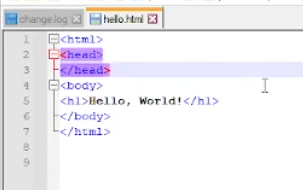 change.log hello.html
1 <html>
2 <head>
3 </head>
4 <body>
5 <h1>Hello, World!</h1>
6 </body>
7 </html>
8
9